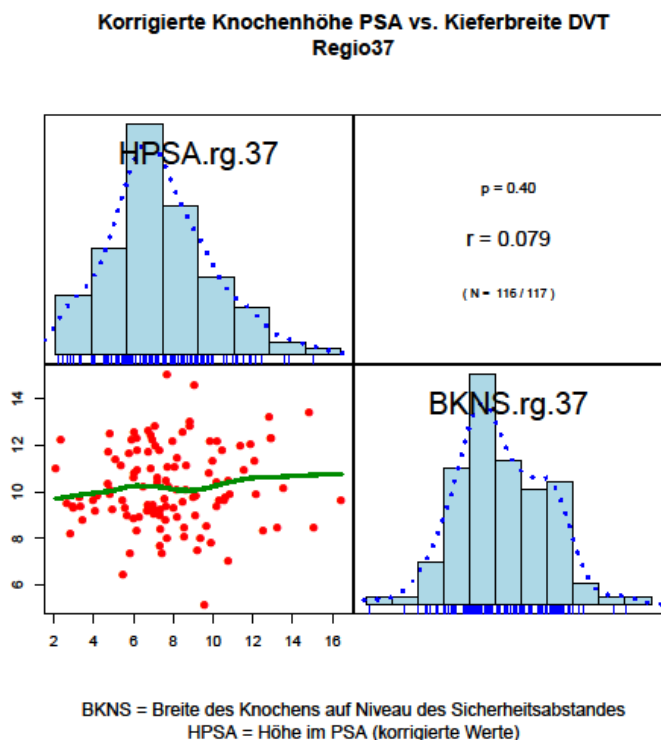 Korrigierte Knochenhöhe PSA vs. Kieferbreite DVT
Regio37
HPSA.rg.37
p = 0.40
r = 0.079
( N = 116 / 117 )
BKNS.rg.37
14
12
10
8
6
2 4 6 8 10 12 14 16
BKNS = Breite des Knochens auf Niveau des Sicherheitsabstandes
HPSA = Höhe im PSA (korrigierte Werte)